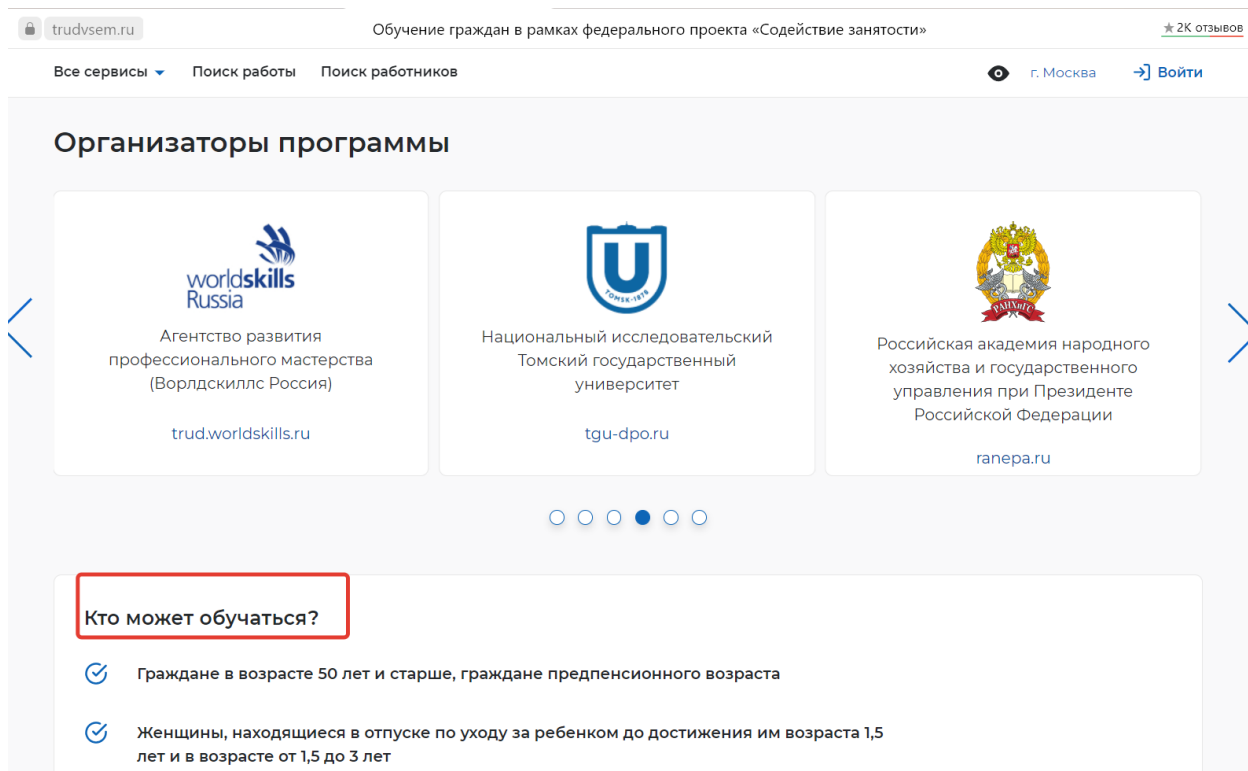 trudvsem.ru
Обучение граждан в рамках федерального проекта «Содействие занятости»
2K отзывов
Все сервисы
Поиск работы
Поиск работников
г. Москва
Войти
Организаторы программы
worldskills
Russia
Агентство развития
профессионального мастерства
(Ворлдскиллс Россия)
trud.worldskills.ru
U
TOMSK-1878
Национальный исследовательский
Томский государственный
университет
tgu-dpo.ru
РАНХиГС
Российская академия народного
хозяйства и государственного
управления при Президенте
Российской Федерации
ranepa.ru
Кто может обучаться?
Граждане в возрасте 50 лет и старше, граждане предпенсионного возраста
Женщины, находящиеся в отпуске по уходу за ребенком до достижения им возраста 1,5
лет и в возрасте от 1,5 до 3 лет